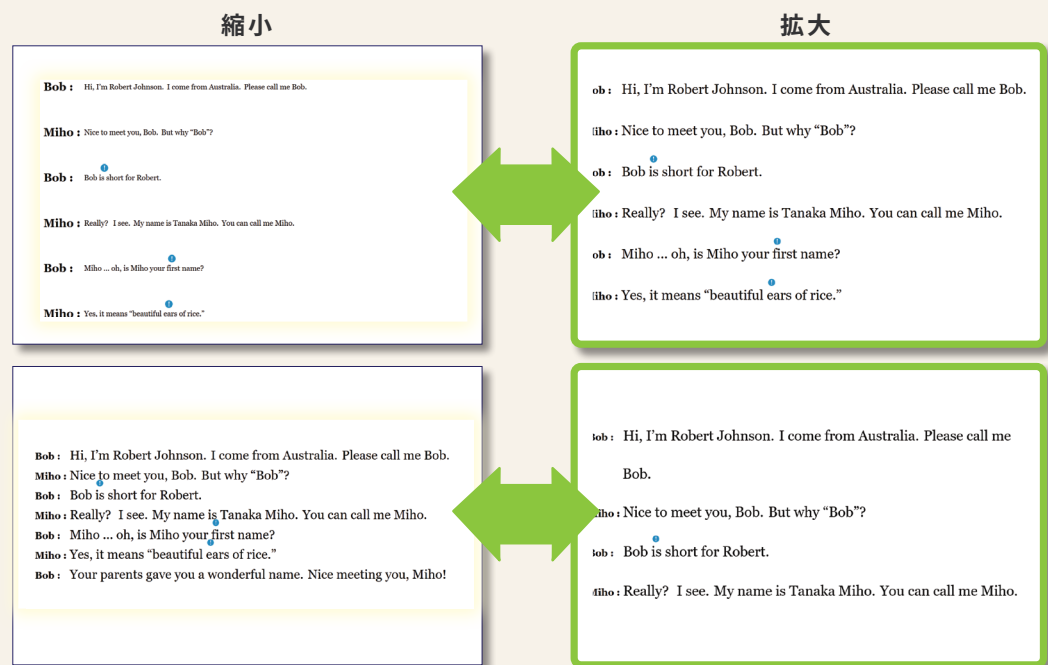 縮小
拡大
Bob : Hi, I'm Robert Johnson. I come from Australia. Please call me Bob.
Miho : Nice to meet you, Bob. But why “Bob”?
Bob : Bob is short for Robert.
Miho : Really? I see. My name is Tanaka Miho. You can call me Miho.
Bob : Miho ... oh, is Miho your first name?
Miho : Yes, it means “beautiful ears of rice.”
ob : Hi, I'm Robert Johnson. I come from Australia. Please call me Bob.
iho : Nice to meet you, Bob. But why “Bob”?
ob : Bob is short for Robert.
iho : Really? I see. My name is Tanaka Miho. You can call me Miho.
ob : Miho ... oh, is Miho your first name?
iho : Yes, it means “beautiful ears of rice.”
Bob : Hi, I'm Robert Johnson. I come from Australia. Please call me Bob.
Miho : Nice to meet you, Bob. But why “Bob”?
Bob : Bob is short for Robert.
Miho : Really? I see. My name is Tanaka Miho. You can call me Miho.
Bob : Miho ... oh, is Miho your first name?
Miho : Yes, it means “beautiful ears of rice.”
Bob : Your parents gave you a wonderful name. Nice meeting you, Miho!
ob : Hi, I'm Robert Johnson. I come from Australia. Please call me
Bob.
iho : Nice to meet you, Bob. But why “Bob”?
ob : Bob is short for Robert.
iho : Really? I see. My name is Tanaka Miho. You can call me Miho.